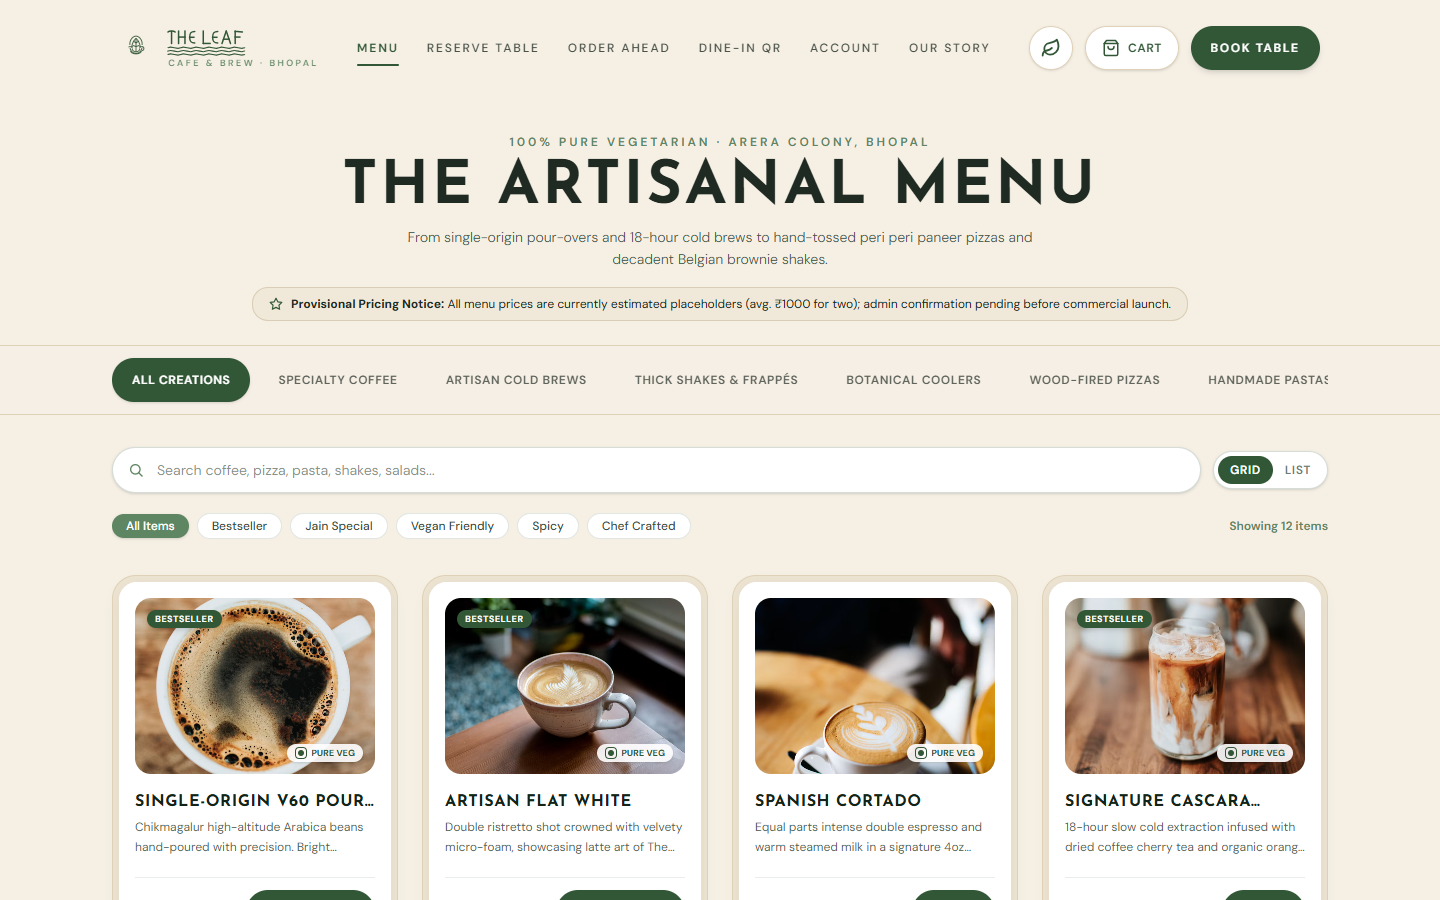 THE LEAF
CAFE & BREW · BHOPAL
MENU
RESERVE TABLE
ORDER AHEAD
DINE-IN QR
ACCOUNT
OUR STORY
CART
BOOK TABLE
100% PURE VEGETARIAN · ARERA COLONY, BHOPAL
THE ARTISANAL MENU
From single-origin pour-overs and 18-hour cold brews to hand-tossed peri peri paneer pizzas and
decadent Belgian brownie shakes.
Provisional Pricing Notice: All menu prices are currently estimated placeholders (avg. ₹1000 for two); admin confirmation pending before commercial launch.
ALL CREATIONS
SPECIALTY COFFEE
ARTISAN COLD BREWS
THICK SHAKES & FRAPPÉS
BOTANICAL COOLERS
WOOD-FIRED PIZZAS
HANDMADE PASTAS
Search coffee, pizza, pasta, shakes, salads...
GRID
LIST
All Items
Bestseller
Jain Special
Vegan Friendly
Spicy
Chef Crafted
Showing 12 items
BESTSELLER
PURE VEG
SINGLE-ORIGIN V60 POUR...
Chikmagalur high-altitude Arabica beans
hand-poured with precision. Bright...
BESTSELLER
PURE VEG
ARTISAN FLAT WHITE
Double ristretto shot crowned with velvety
micro-foam, showcasing latte art of The...
PURE VEG
SPANISH CORTADO
Equal parts intense double espresso and
warm steamed milk in a signature 4oz...
BESTSELLER
PURE VEG
SIGNATURE CASCARA...
18-hour slow cold extraction infused with
dried coffee cherry tea and organic orang...